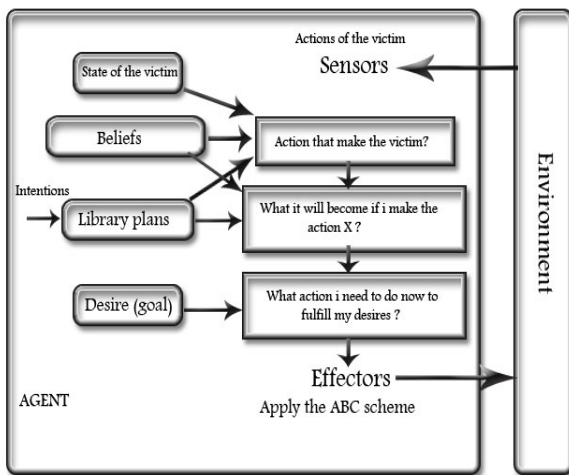 Actions of the victim
Sensors
State of the victim
Beliefs
Action that make the victim?
Intentions
Library plans
What it will become if i make the
action X ?
Desire (goal)
What action i need to do now to
fulfill my desires ?
Effectors
Apply the ABC scheme
AGENT
Environment